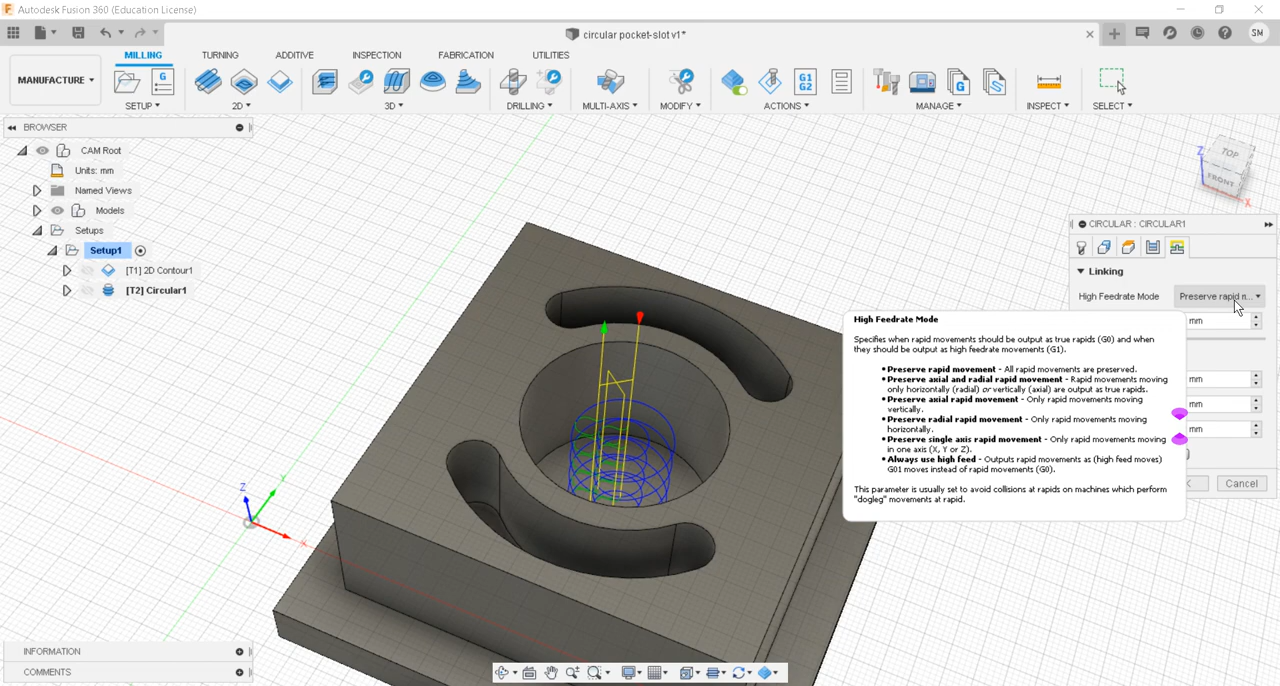 Autodesk Fusion 360 (Education License)
circular pocket-slot v1*
SM
MILLING TURNING ADDITIVE INSPECTION FABRICATION UTILITIES
MANUFACTURE
G G1 G2 G S
SETUP 2D 3D DRILLING MULTI-AXIS MODIFY ACTIONS MANAGE INSPECT SELECT
BROWSER
CAM Root
Units: mm
Named Views
Models
Setups
Setup1
[T1] 2D Contour1
[T2] Circular1
TOP
FRONT
Z
X
Z
Y
X
CIRCULAR : CIRCULAR1
Linking
High Feedrate Mode Preserve rapid n...
mm
mm
mm
mm
Cancel
High Feedrate Mode
Specifies when rapid movements should be output as true rapids (G0) and when
they should be output as high feedrate movements (G1).
• Preserve rapid movement - All rapid movements are preserved.
• Preserve axial and radial rapid movement - Rapid movements moving
only horizontally (radial) or vertically (axial) are output as true rapids.
• Preserve axial rapid movement - Only rapid movements moving
vertically.
• Preserve radial rapid movement - Only rapid movements moving
horizontally.
• Preserve single axis rapid movement - Only rapid movements moving
in one axis (X, Y or Z).
• Always use high feed - Outputs rapid movements as (high feed moves)
G01 moves instead of rapid movements (G0).
This parameter is usually set to avoid collisions at rapids on machines which perform
"dogleg" movements at rapid.
INFORMATION
COMMENTS